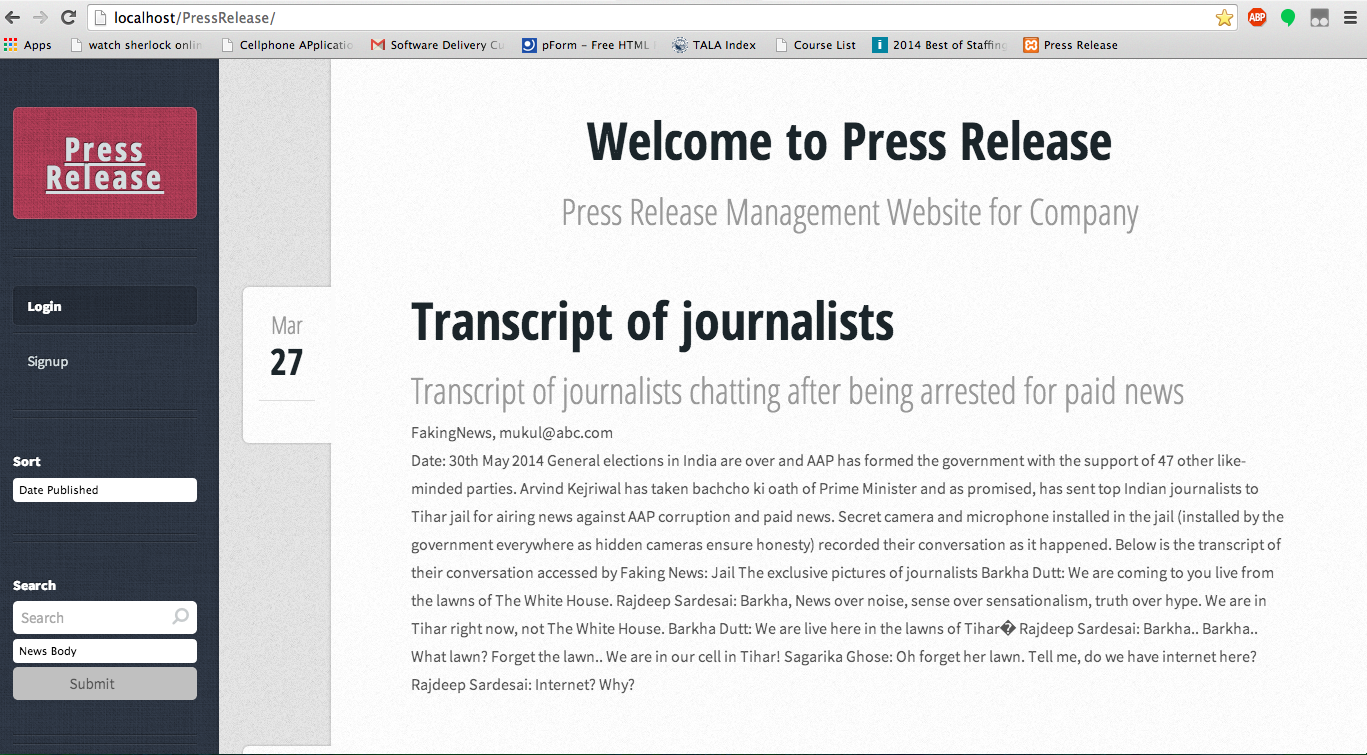 localhost/PressRelease/
ABP
Apps
watch sherlock onlin
Cellphone APplicatio
Software Delivery Cu
pForm – Free HTML
TALA Index
Course List
2014 Best of Staffing
Press Release
Press
Release
Login
Signup
Sort
Date Published
Search
Search
News Body
Submit
Welcome to Press Release
Press Release Management Website for Company
Mar
27
Transcript of journalists
Transcript of journalists chatting after being arrested for paid news
FakingNews, mukul@abc.com
Date: 30th May 2014 General elections in India are over and AAP has formed the government with the support of 47 other like-
minded parties. Arvind Kejriwal has taken bachcho ki oath of Prime Minister and as promised, has sent top Indian journalists to
Tihar jail for airing news against AAP corruption and paid news. Secret camera and microphone installed in the jail (installed by the
government everywhere as hidden cameras ensure honesty) recorded their conversation as it happened. Below is the transcript of
their conversation accessed by Faking News: Jail The exclusive pictures of journalists Barkha Dutt: We are coming to you live from
the lawns of The White House. Rajdeep Sardesai: Barkha, News over noise, sense over sensationalism, truth over hype. We are in
Tihar right now, not The White House. Barkha Dutt: We are live here in the lawns of Tihar� Rajdeep Sardesai: Barkha.. Barkha..
What lawn? Forget the lawn.. We are in our cell in Tihar! Sagarika Ghose: Oh forget her lawn. Tell me, do we have internet here?
Rajdeep Sardesai: Internet? Why?